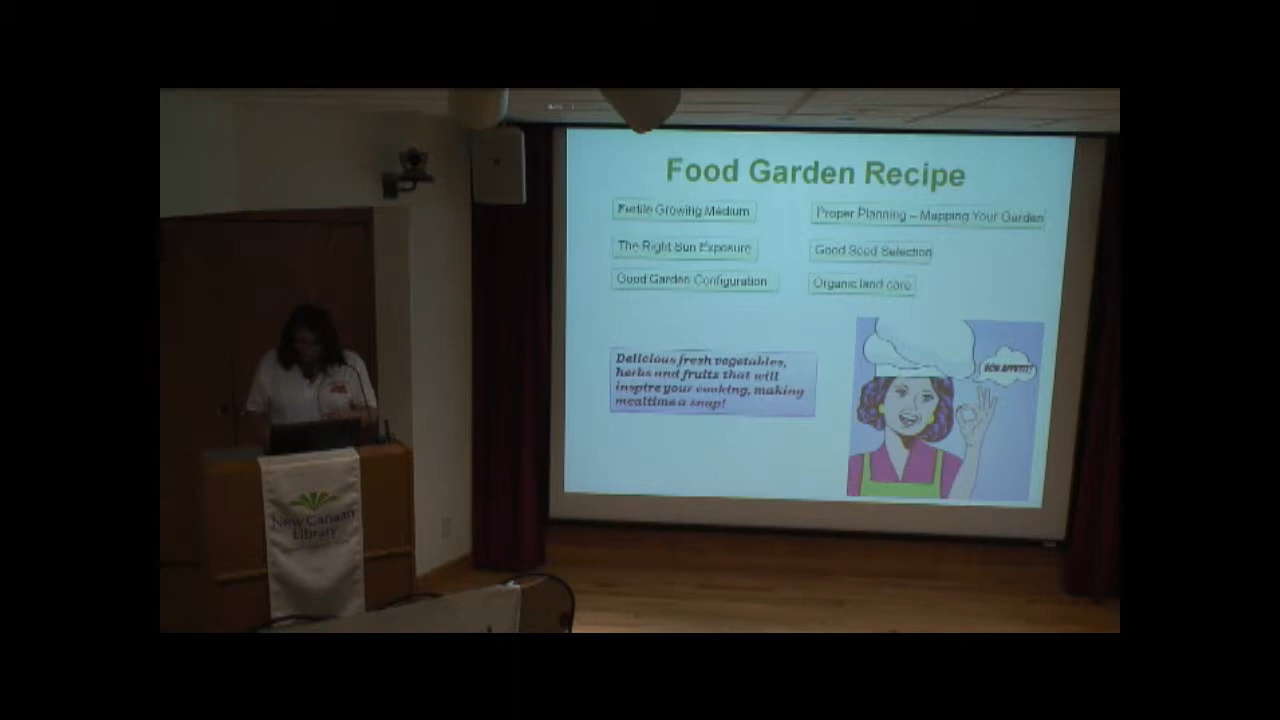 Food Garden Recipe
Fertile Growing Medium
The Right Sun Exposure
Good Garden Configuration
Proper Planning – Mapping Your Garden
Good Seed Selection
Organic land care
Delicious fresh vegetables,
herbs and fruits that will
inspire your cooking, making
mealtime a snap!
BON APPETIT!
New Canaan
Library